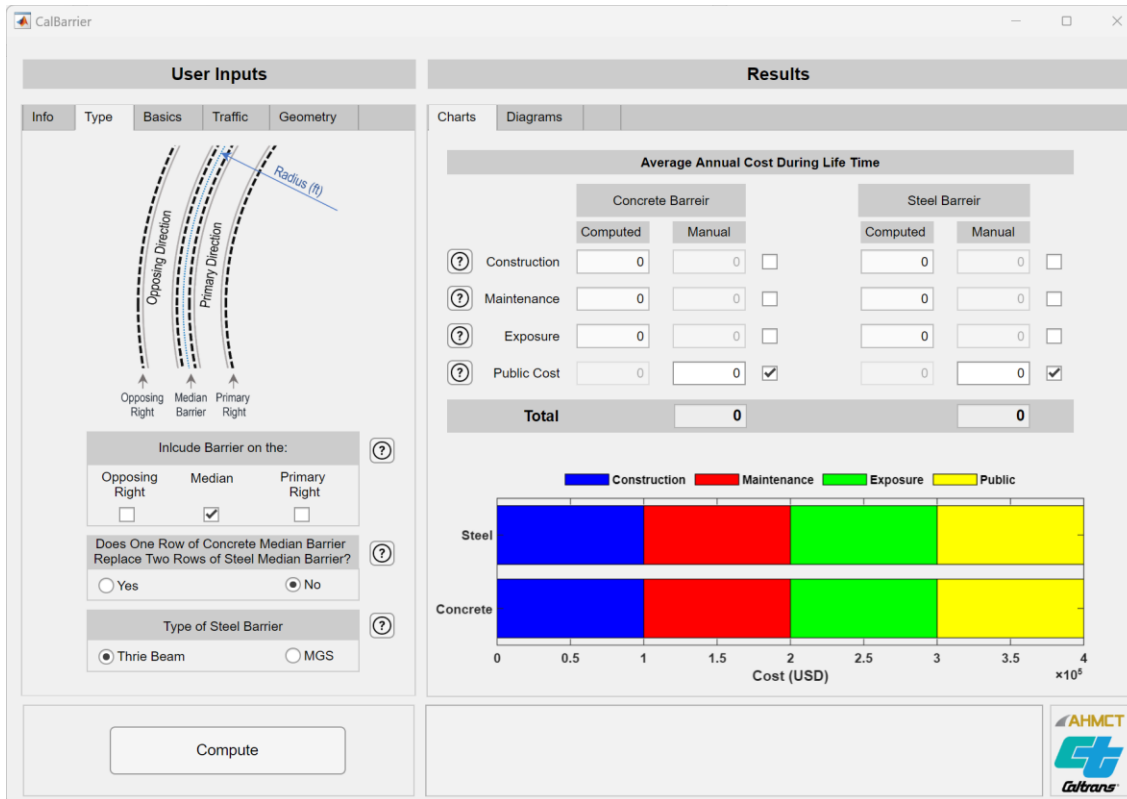 CalBarrier
User Inputs
Info Type Basics Traffic Geometry
Radius (ft)
Opposing Direction
Primary Direction
Opposing Right
Median Barrier
Primary Right
Inlcude Barrier on the:
?
Opposing Right
Median
Primary Right
Does One Row of Concrete Median Barrier
Replace Two Rows of Steel Median Barrier?
?
Yes No
Type of Steel Barrier
?
Thrie Beam MGS
Compute
Results
Charts Diagrams
Average Annual Cost During Life Time
Concrete Barreir Steel Barreir
Computed Manual Computed Manual
? Construction 0 0 0 0
? Maintenance 0 0 0 0
? Exposure 0 0 0 0
? Public Cost 0 0 0 0
Total 0 0
Construction Maintenance Exposure Public
Steel
Concrete
0 0.5 1 1.5 2 2.5 3 3.5 4
Cost (USD)
×10⁵
AHMCT
Ct
Caltrans